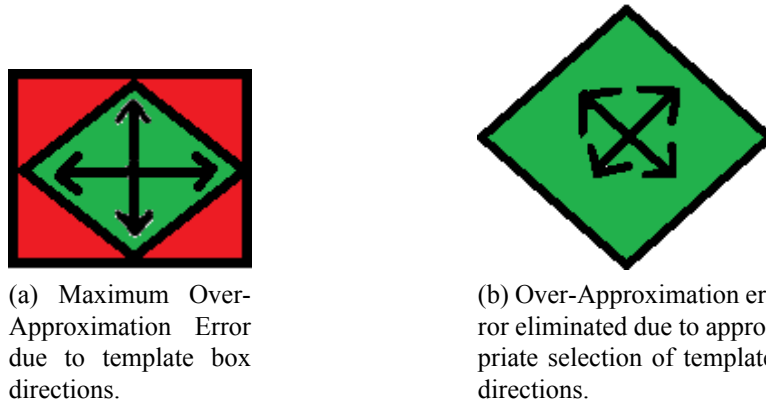 (a) Maximum Over-
Approximation Error
due to template box
directions.
(b) Over-Approximation er
ror eliminated due to appro
priate selection of template
directions.